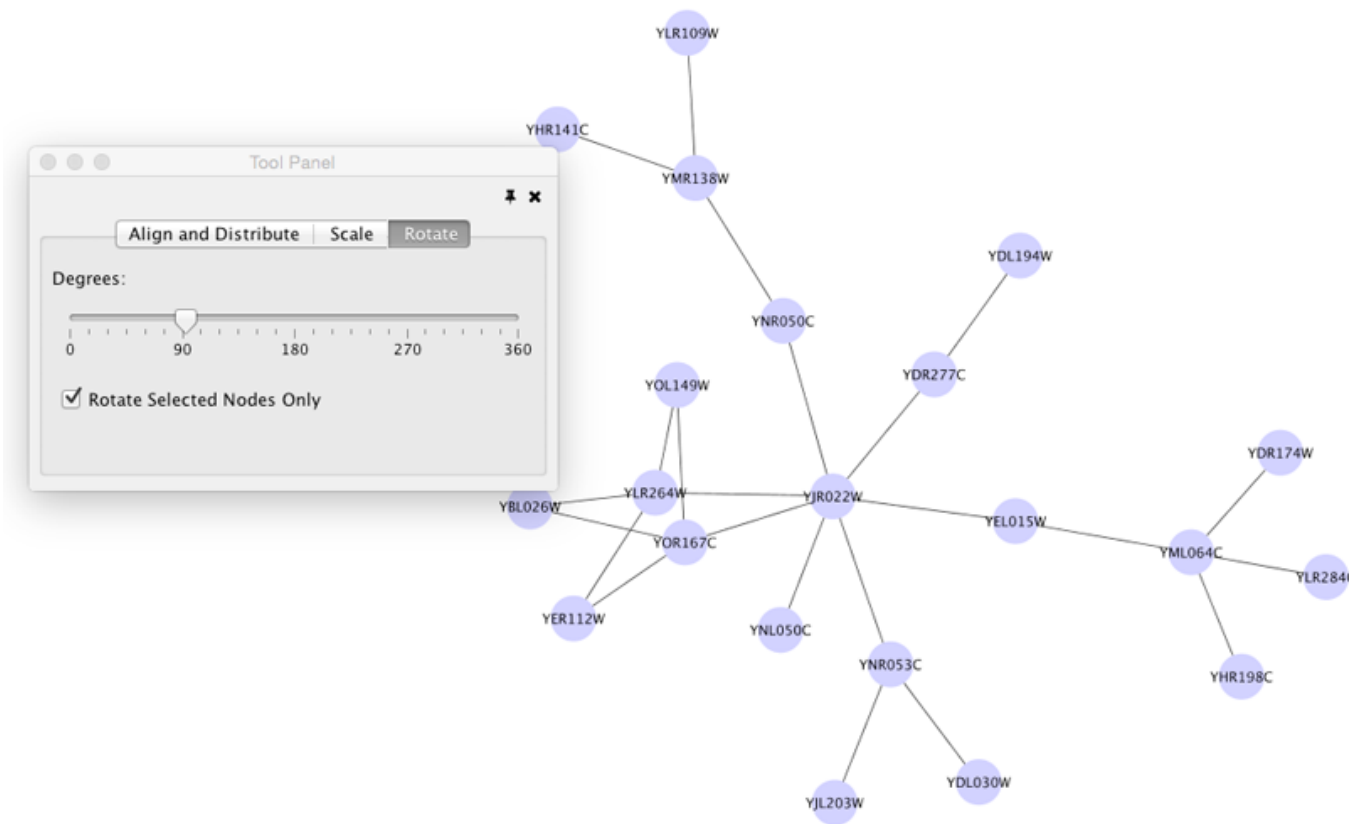 YLR109W
YHR141C
Tool Panel
YMR138W
Align and Distribute Scale Rotate
YDL194W
Degrees:
YNR050C
0 90 180 270 360
YDR277C
YOL149W
Rotate Selected Nodes Only
YDR174W
YLR264W
YJR022W
YBL026W
YEL015W
YOR167C
YML064C
YLR284C
YER112W
YNL050C
YNR053C
YHR198C
YDL030W
YJL203W